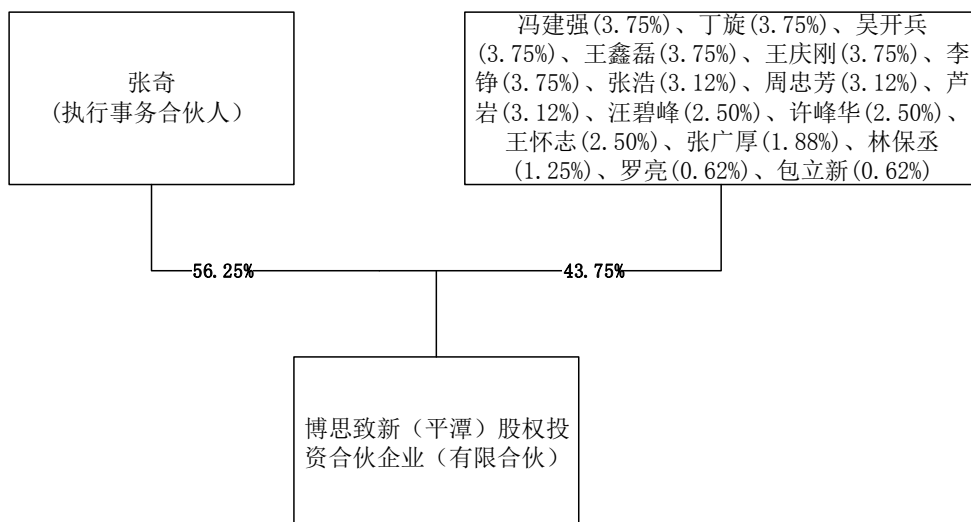 张奇
(执行事务合伙人）
冯建强(3.75%)、丁旋(3.75%)、吴开兵
(3.75%)、王鑫磊(3.75%)、王庆刚(3.75%)、李
铮(3.75%)、张浩(3.12%)、周忠芳(3.12%)、芦
岩(3.12%)、汪碧峰(2.50%)、许峰华(2.50%)、
王怀志(2.50%)、张广厚(1.88%)、林保丞
(1.25%)、罗亮(0.62%)、包立新(0.62%)
56.25%
43.75%
博思致新（平潭）股权投
资合伙企业（有限合伙）